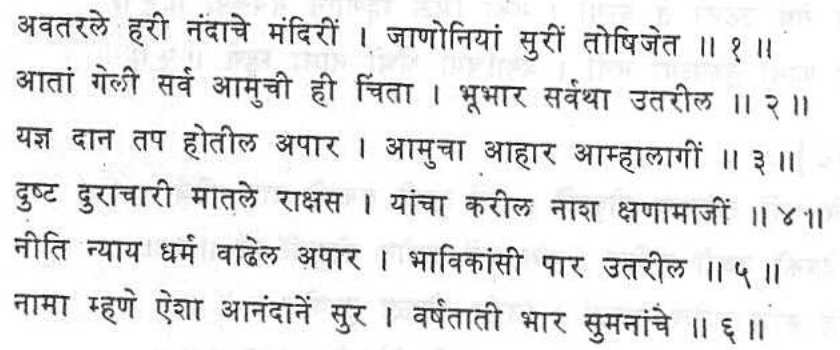 अवतरले हरी नंदाचे मंदिरीं । जाणोनियां सुरीं तोषिजेत ॥ १ ॥
आतां गेली सर्व आमुची ही चिंता । भूभार सर्वथा उतरील ॥ २ ॥
यज्ञ दान तप होतील अपार । आमुचा आहार आम्हालागीं ॥ ३ ॥
दुष्ट दुराचारी मातले राक्षस । यांचा करील नाश क्षणामाजीं ॥ ४ ॥
नीति न्याय धर्म वाढेल अपार । भाविकांसी पार उतरील ॥ ५ ॥
नामा म्हणे ऐशा आनंदानें सुर । वर्षताती भार सुमनांचे ॥ ६ ॥